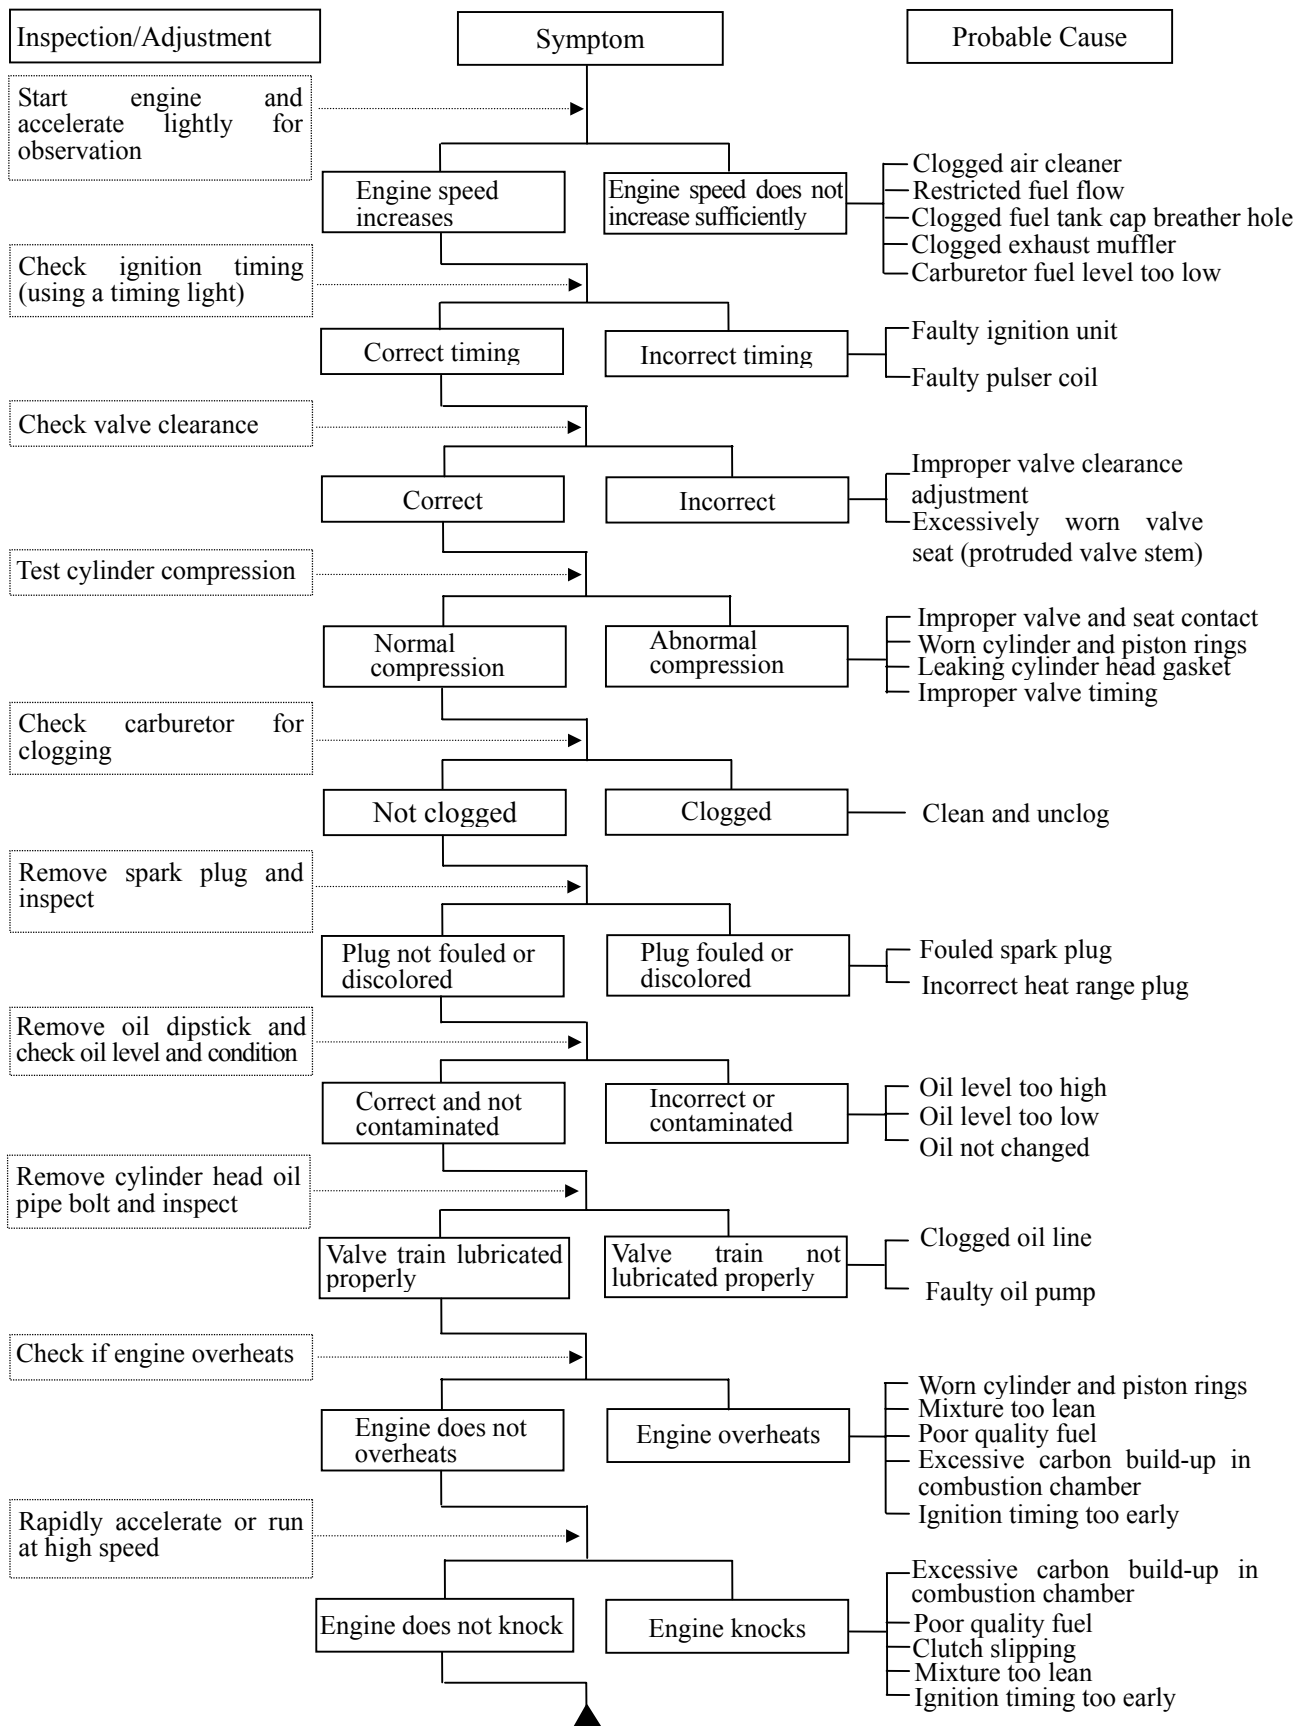 Inspection/Adjustment
Symptom
Probable Cause
Start engine and
accelerate lightly for
observation
Engine speed
increases
Engine speed does not
increase sufficiently
Clogged air cleaner
Restricted fuel flow
Clogged fuel tank cap breather hole
Clogged exhaust muffler
Carburetor fuel level too low
Check ignition timing
(using a timing light)
Correct timing
Incorrect timing
Faulty ignition unit
Faulty pulser coil
Check valve clearance
Correct
Incorrect
Improper valve clearance
adjustment
Excessively worn valve
seat (protruded valve stem)
Test cylinder compression
Normal
compression
Abnormal
compression
Improper valve and seat contact
Worn cylinder and piston rings
Leaking cylinder head gasket
Improper valve timing
Check carburetor for
clogging
Not clogged
Clogged
Clean and unclog
Remove spark plug and
inspect
Plug not fouled or
discolored
Plug fouled or
discolored
Fouled spark plug
Incorrect heat range plug
Remove oil dipstick and
check oil level and condition
Correct and not
contaminated
Incorrect or
contaminated
Oil level too high
Oil level too low
Oil not changed
Remove cylinder head oil
pipe bolt and inspect
Valve train lubricated
properly
Valve train not
lubricated properly
Clogged oil line
Faulty oil pump
Check if engine overheats
Engine does not
overheats
Engine overheats
Worn cylinder and piston rings
Mixture too lean
Poor quality fuel
Excessive carbon build-up in
combustion chamber
Ignition timing too early
Rapidly accelerate or run
at high speed
Engine does not knock
Engine knocks
Excessive carbon build-up in
combustion chamber
Poor quality fuel
Clutch slipping
Mixture too lean
Ignition timing too early